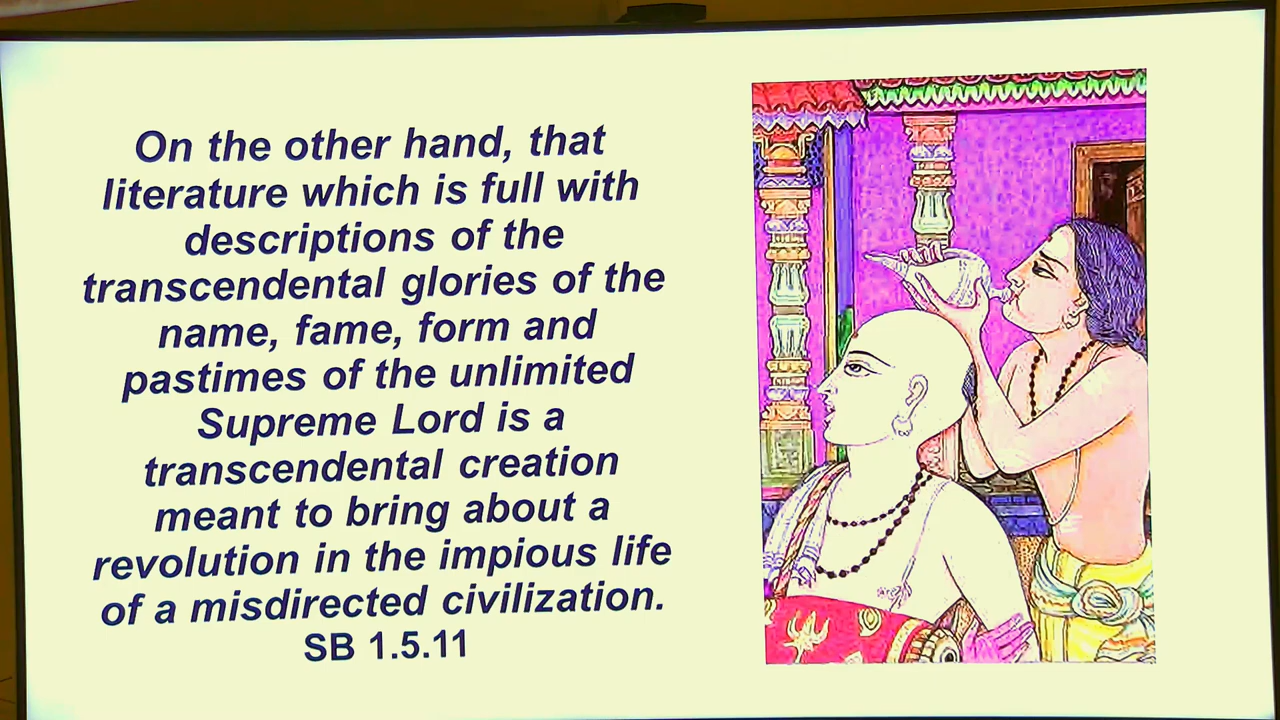 On the other hand, that
literature which is full with
descriptions of the
transcendental glories of the
name, fame, form and
pastimes of the unlimited
Supreme Lord is a
transcendental creation
meant to bring about a
revolution in the impious life
of a misdirected civilization.
SB 1.5.11